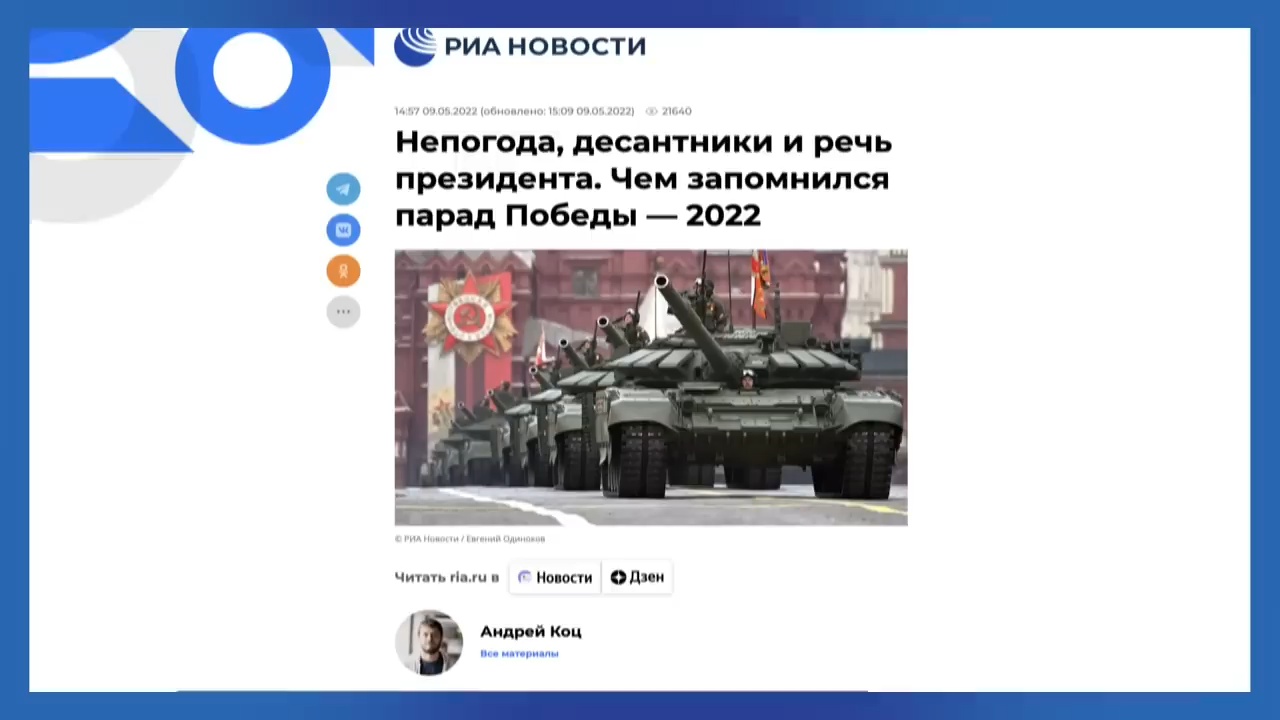 РИА НОВОСТИ
14:57 09.05.2022 (обновлено: 15:09 09.05.2022) 21640
Непогода, десантники и речь
президента. Чем запомнился
парад Победы — 2022
© РИА Новости / Евгений Одиноков
Читать ria.ru в Новости Дзен
Андрей Коц
Все материалы